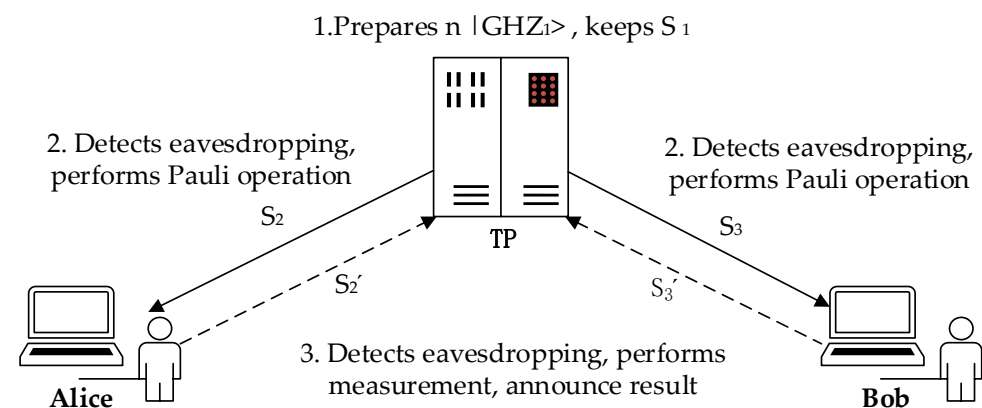 1.Prepares n |GHZ₁> , keeps S ₁
2. Detects eavesdropping,
performs Pauli operation
2. Detects eavesdropping,
performs Pauli operation
S₂
S₃
TP
S₂′
S₃′
3. Detects eavesdropping, performs
measurement, announce result
Alice
Bob